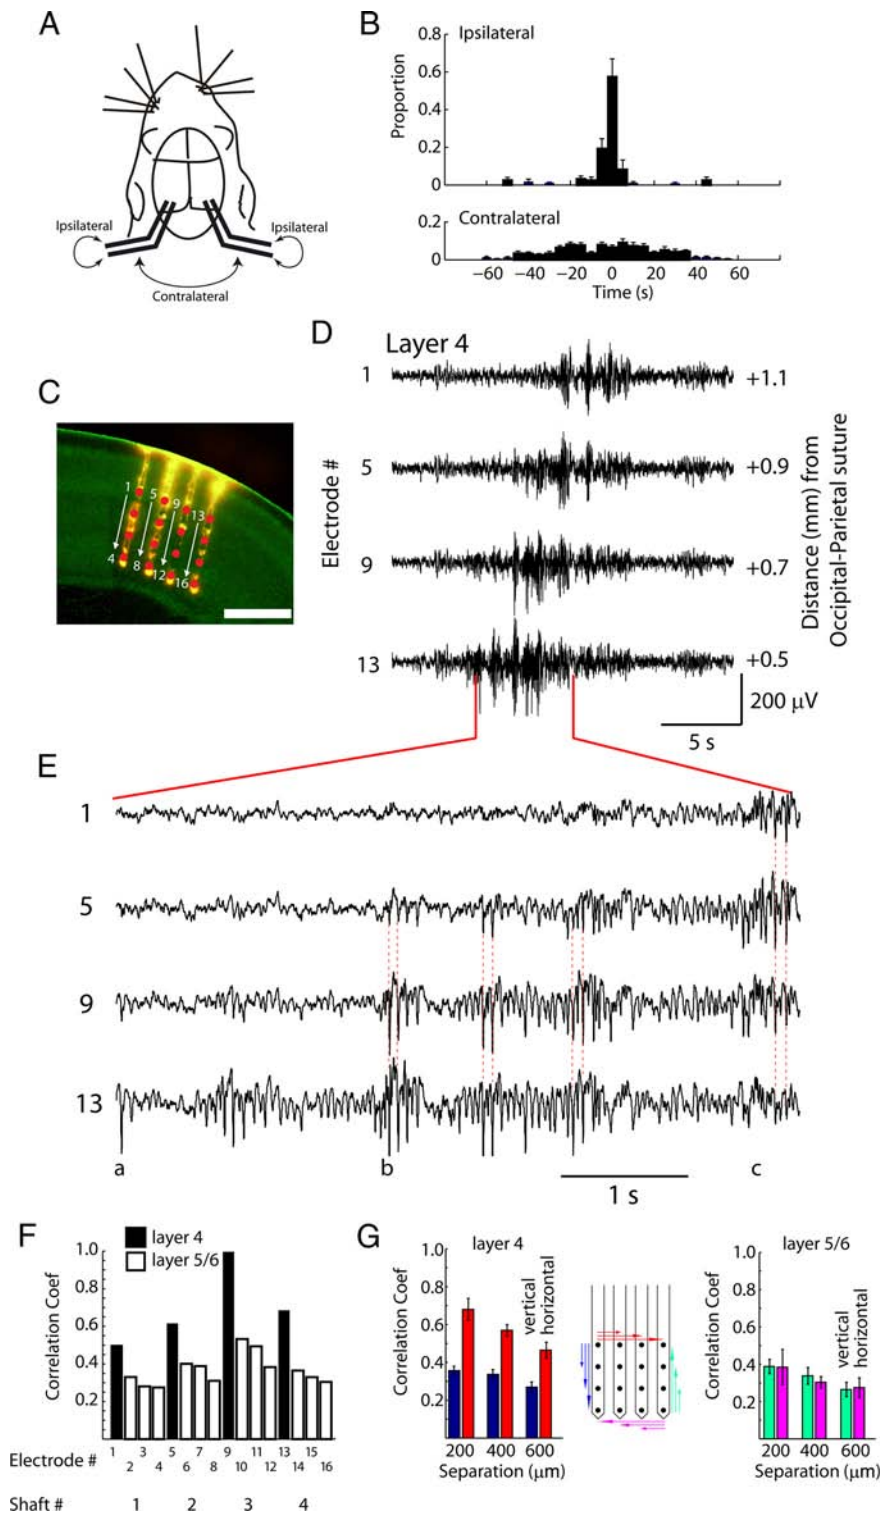 A
Ipsilateral
Ipsilateral
Contralateral
B
Proportion
0.8
0.6
0.4
0.2
0
Ipsilateral
0.2
0
Contralateral
−60 −40 −20 0 20 40 60
Time (s)
C
1 5 9 13
4 8 12 16
D
Layer 4
Electrode #
1
5
9
13
+1.1
+0.9
+0.7
+0.5
Distance (mm) from
Occipital-Parietal suture
200 μV
5 s
E
1
5
9
13
a b c
1 s
F
layer 4
layer 5/6
Correlation Coef
1.0
0.8
0.6
0.4
0.2
Electrode #
1 3 5 7 9 11 13 15
2 4 6 8 10 12 14 16
Shaft # 1 2 3 4
G
layer 4
Correlation Coef
1.0
0.8
0.6
0.4
0.2
vertical
horizontal
200 400 600
Separation (μm)
layer 5/6
Correlation Coef
1.0
0.8
0.6
0.4
0.2
vertical
horizontal
200 400 600
Separation (μm)